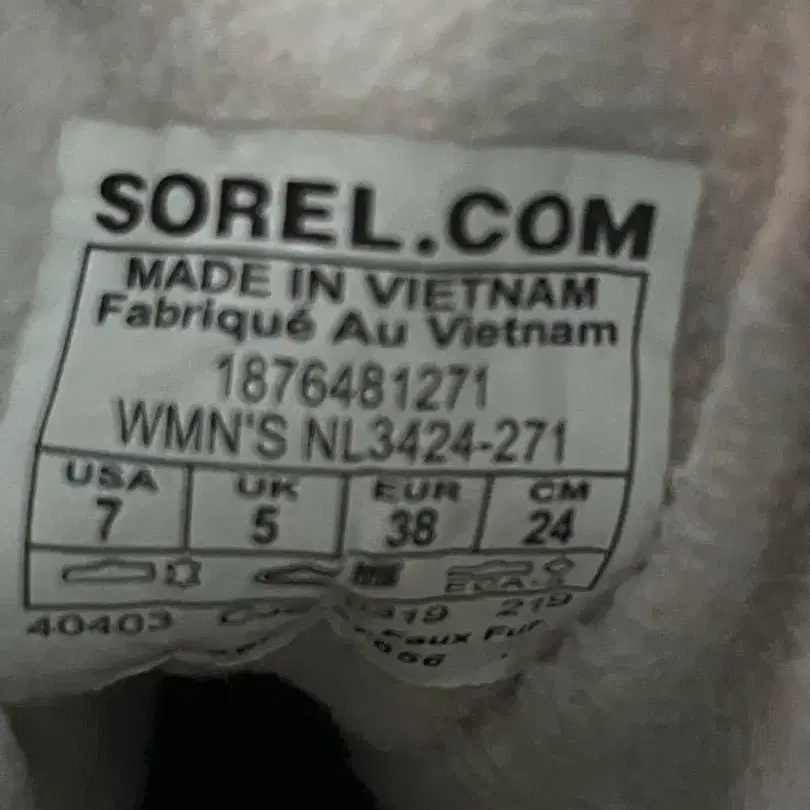 SOREL.COM
MADE IN VIETNAM
Fabriqué Au Vietnam
1876481271
WMN'S NL3424-271
USA UK EUR CM
7 5 38 24
40403 219
Faux Fur